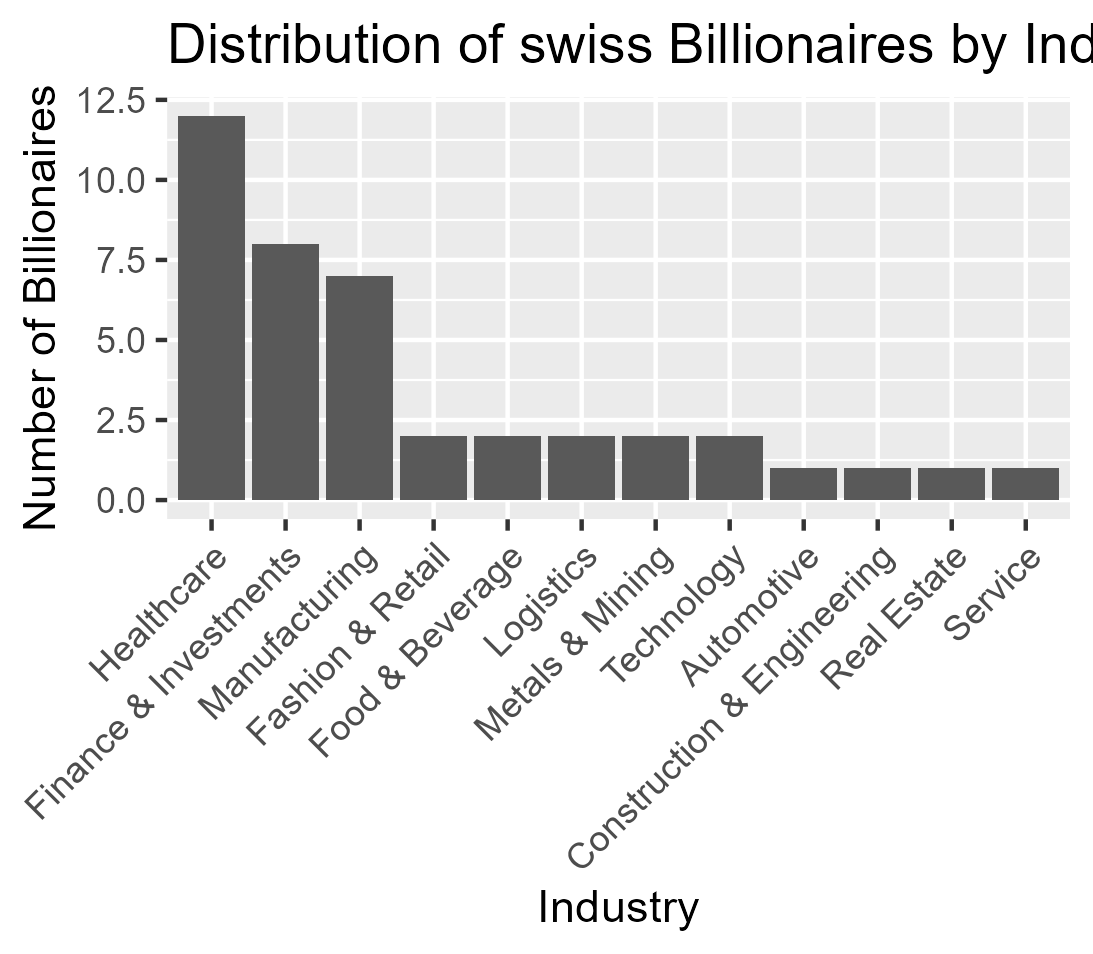 Distribution of swiss Billionaires by Ind
Number of Billionaires
12.5
10.0
7.5
5.0
2.5
0.0
Healthcare
Finance & Investments
Manufacturing
Fashion & Retail
Food & Beverage
Logistics
Metals & Mining
Technology
Automotive
Construction & Engineering
Real Estate
Service
Industry